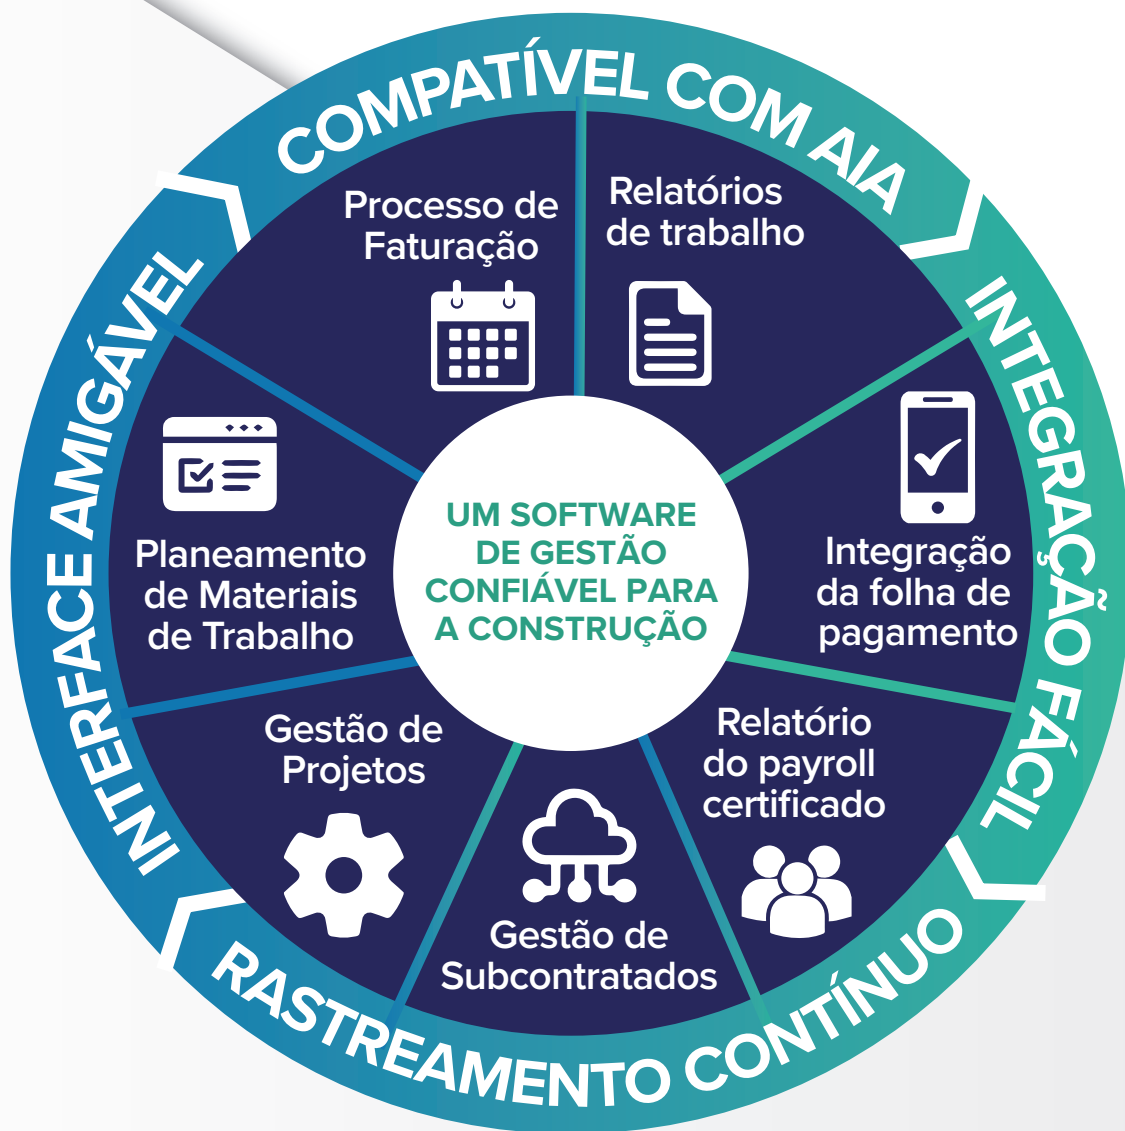 COMPATÍVEL COM AIA
INTEGRAÇÃO FÁCIL
RASTREAMENTO CONTÍNUO
INTERFACE AMIGÁVEL
Processo de
Faturação
Relatórios
de trabalho
Integração
da folha de
pagamento
Relatório
do payroll
certificado
Gestão de
Subcontratados
Gestão de
Projetos
Planeamento
de Materiais
de Trabalho
UM SOFTWARE
DE GESTÃO
CONFIÁVEL PARA
A CONSTRUÇÃO